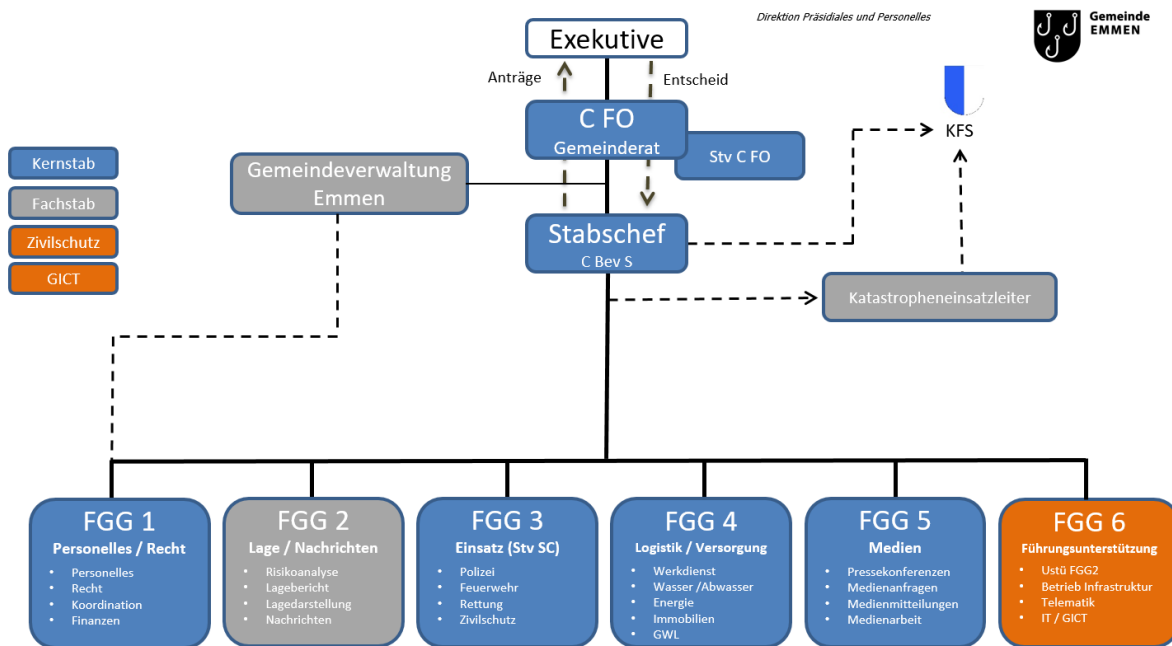 Direktion Präsidiales und Personelles
Gemeinde
EMMEN
Exekutive
Anträge
Entscheid
C FO
Gemeinderat
Stv C FO
KFS
Kernstab
Fachstab
Zivilschutz
GICT
Gemeindeverwaltung
Emmen
Stabschef
C Bev S
Katastropheneinsatzleiter
FGG 1
Personelles / Recht
• Personelles
• Recht
• Koordination
• Finanzen
FGG 2
Lage / Nachrichten
• Risikoanalyse
• Lagebericht
• Lagedarstellung
• Nachrichten
FGG 3
Einsatz (Stv SC)
• Polizei
• Feuerwehr
• Rettung
• Zivilschutz
FGG 4
Logistik / Versorgung
• Werkdienst
• Wasser /Abwasser
• Energie
• Immobilien
• GWL
FGG 5
Medien
• Pressekonferenzen
• Medienanfragen
• Medienmitteilungen
• Medienarbeit
FGG 6
Führungsunterstützung
• Ustü FGG2
• Betrieb Infrastruktur
• Telematik
• IT / GICT